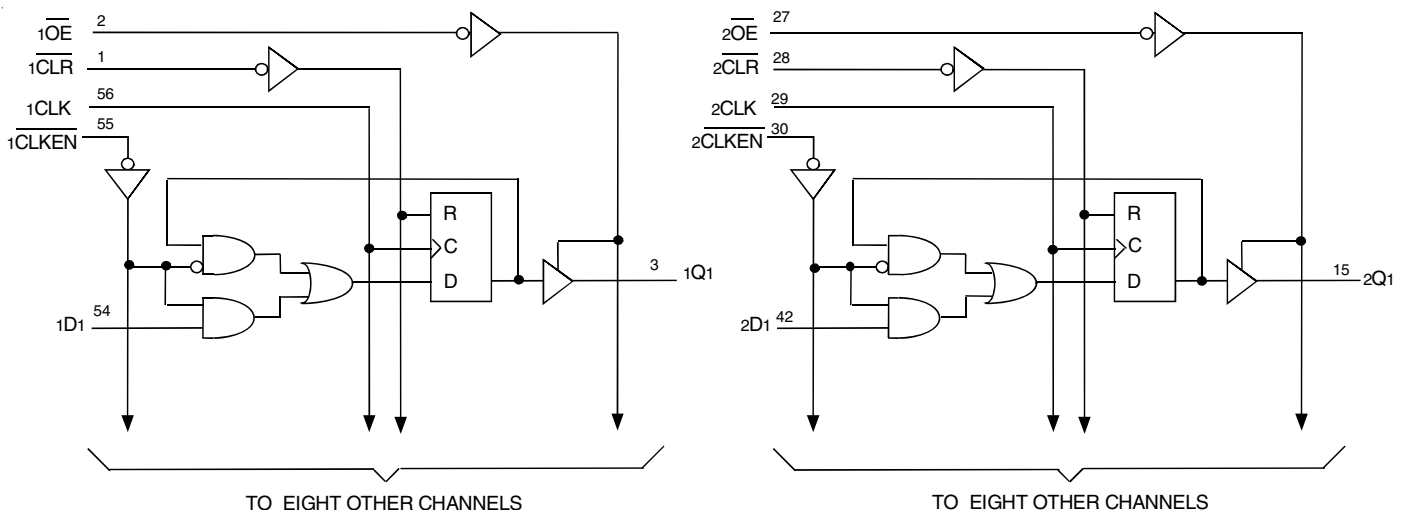 1OE 2
1CLR 1
1CLK 56
1CLKEN 55
R
C
D
1D1 54
3 1Q1
TO EIGHT OTHER CHANNELS
2OE 27
2CLR 28
2CLK 29
2CLKEN 30
R
C
D
2D1 42
15 2Q1
TO EIGHT OTHER CHANNELS